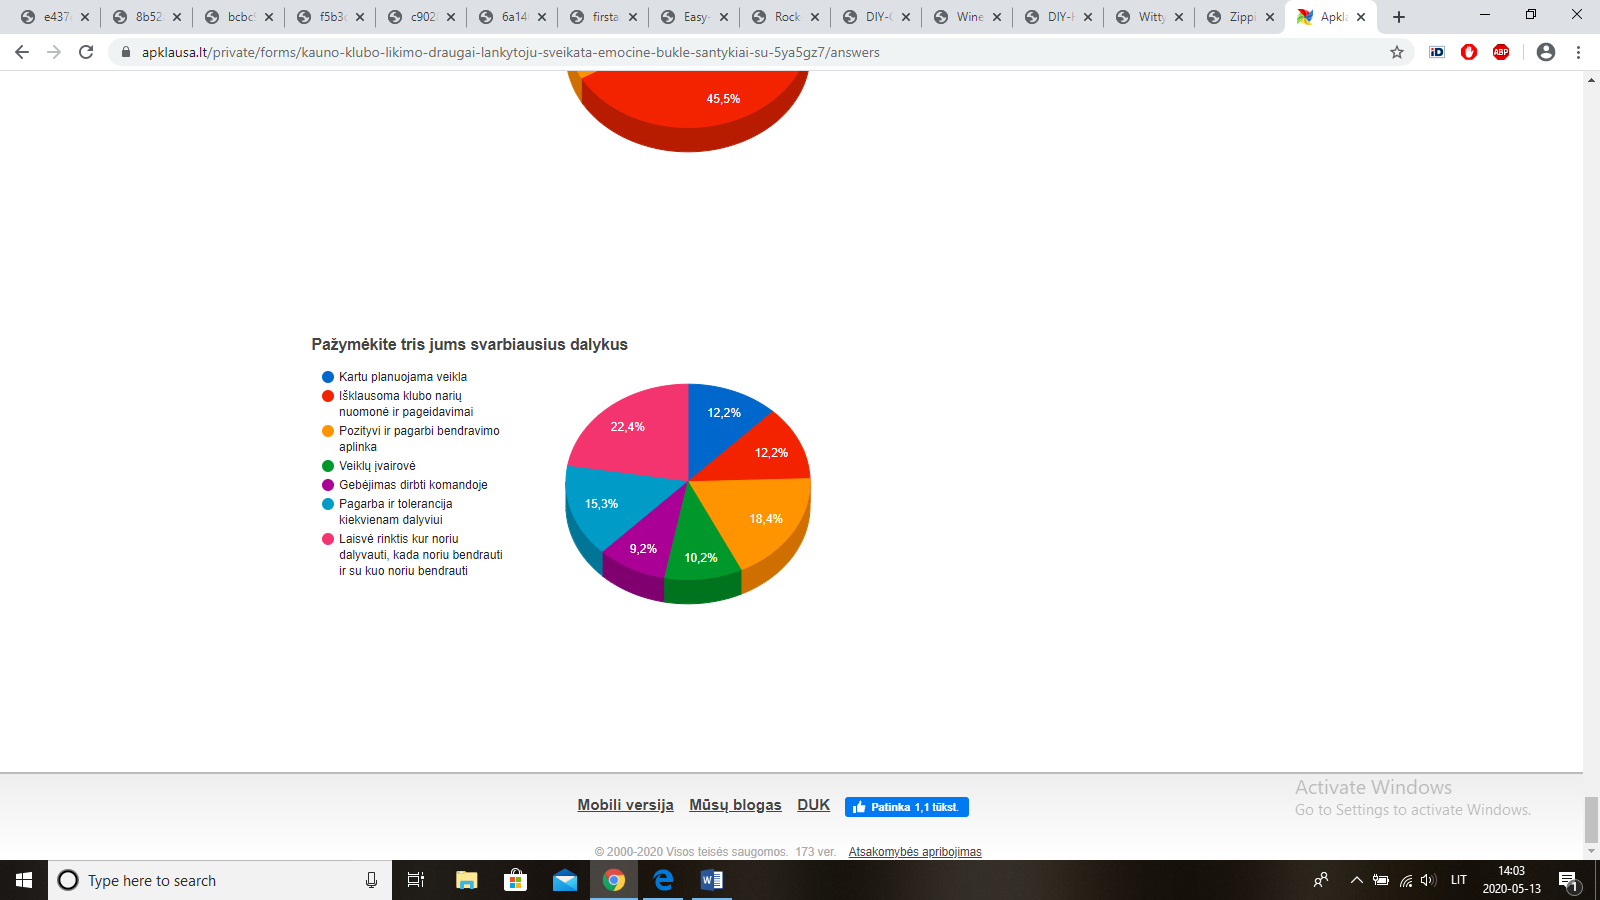 e437
8b52
bcbc
f5b3
c902
6a14
firsta
Easy-
Rock
DIY-
Wine
DIY-
Witty
Zippi
Apkla
apklausa.lt/private/forms/kauno-klubo-likimo-draugai-lankytoju-sveikata-emocine-bukle-santykiai-su-5ya5gz7/answers
iD
ABP
45,5%
Pažymėkite tris jums svarbiausius dalykus
Kartu planuojama veikla
Išklausoma klubo narių
nuomonė ir pageidavimai
Pozityvi ir pagarbi bendravimo
aplinka
Veiklų įvairovė
Gebėjimas dirbti komandoje
Pagarba ir tolerancija
kiekvienam dalyviui
Laisvė rinktis kur noriu
dalyvauti, kada noriu bendrauti
ir su kuo noriu bendrauti
12,2%
22,4%
12,2%
15,3%
18,4%
9,2%
10,2%
Activate Windows
Go to Settings to activate Windows.
Mobili versija Mūsų blogas DUK Patinka 1,1 tūkst.
© 2000-2020 Visos teisės saugomos. 173 ver. Atsakomybės apribojimas
Type here to search
LIT
14:03
2020-05-13
1